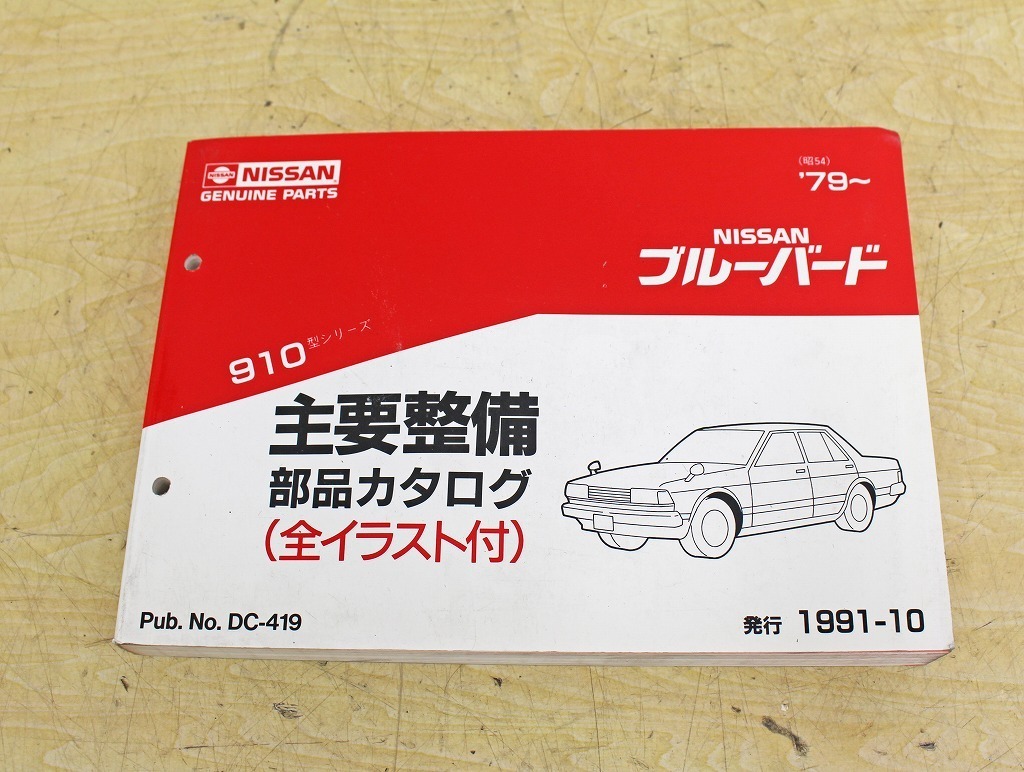 NISSAN NISSAN
GENUINE PARTS
(昭54)
'79~
NISSAN
ブルーバード
910型シリーズ
主要整備
部品カタログ
(全イラスト付)
Pub. No. DC-419
発行 1991-10